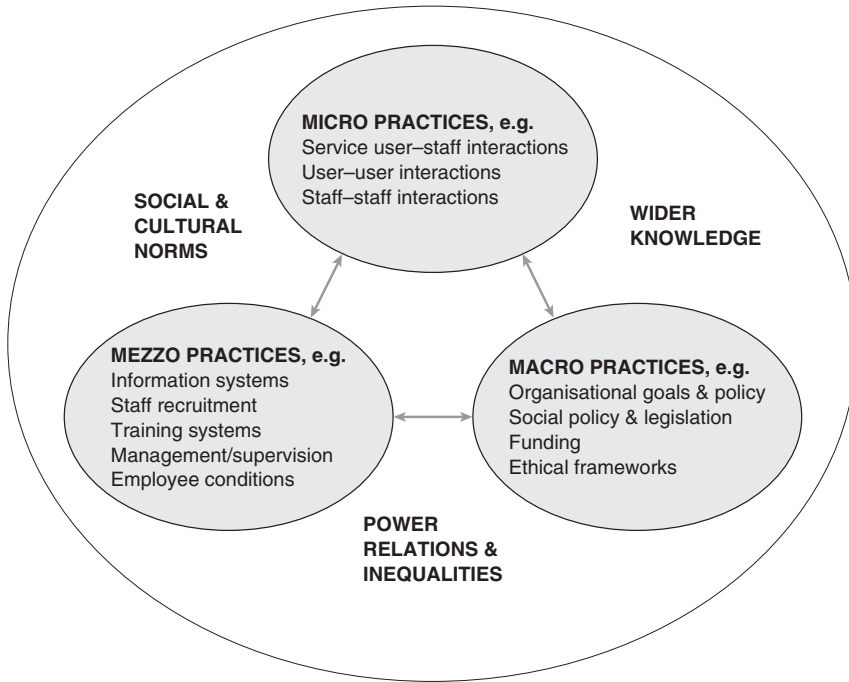 MICRO PRACTICES, e.g.
Service user–staff interactions
User–user interactions
Staff–staff interactions
SOCIAL &
CULTURAL
NORMS
WIDER
KNOWLEDGE
MEZZO PRACTICES, e.g.
Information systems
Staff recruitment
Training systems
Management/supervision
Employee conditions
MACRO PRACTICES, e.g.
Organisational goals & policy
Social policy & legislation
Funding
Ethical frameworks
POWER
RELATIONS &
INEQUALITIES